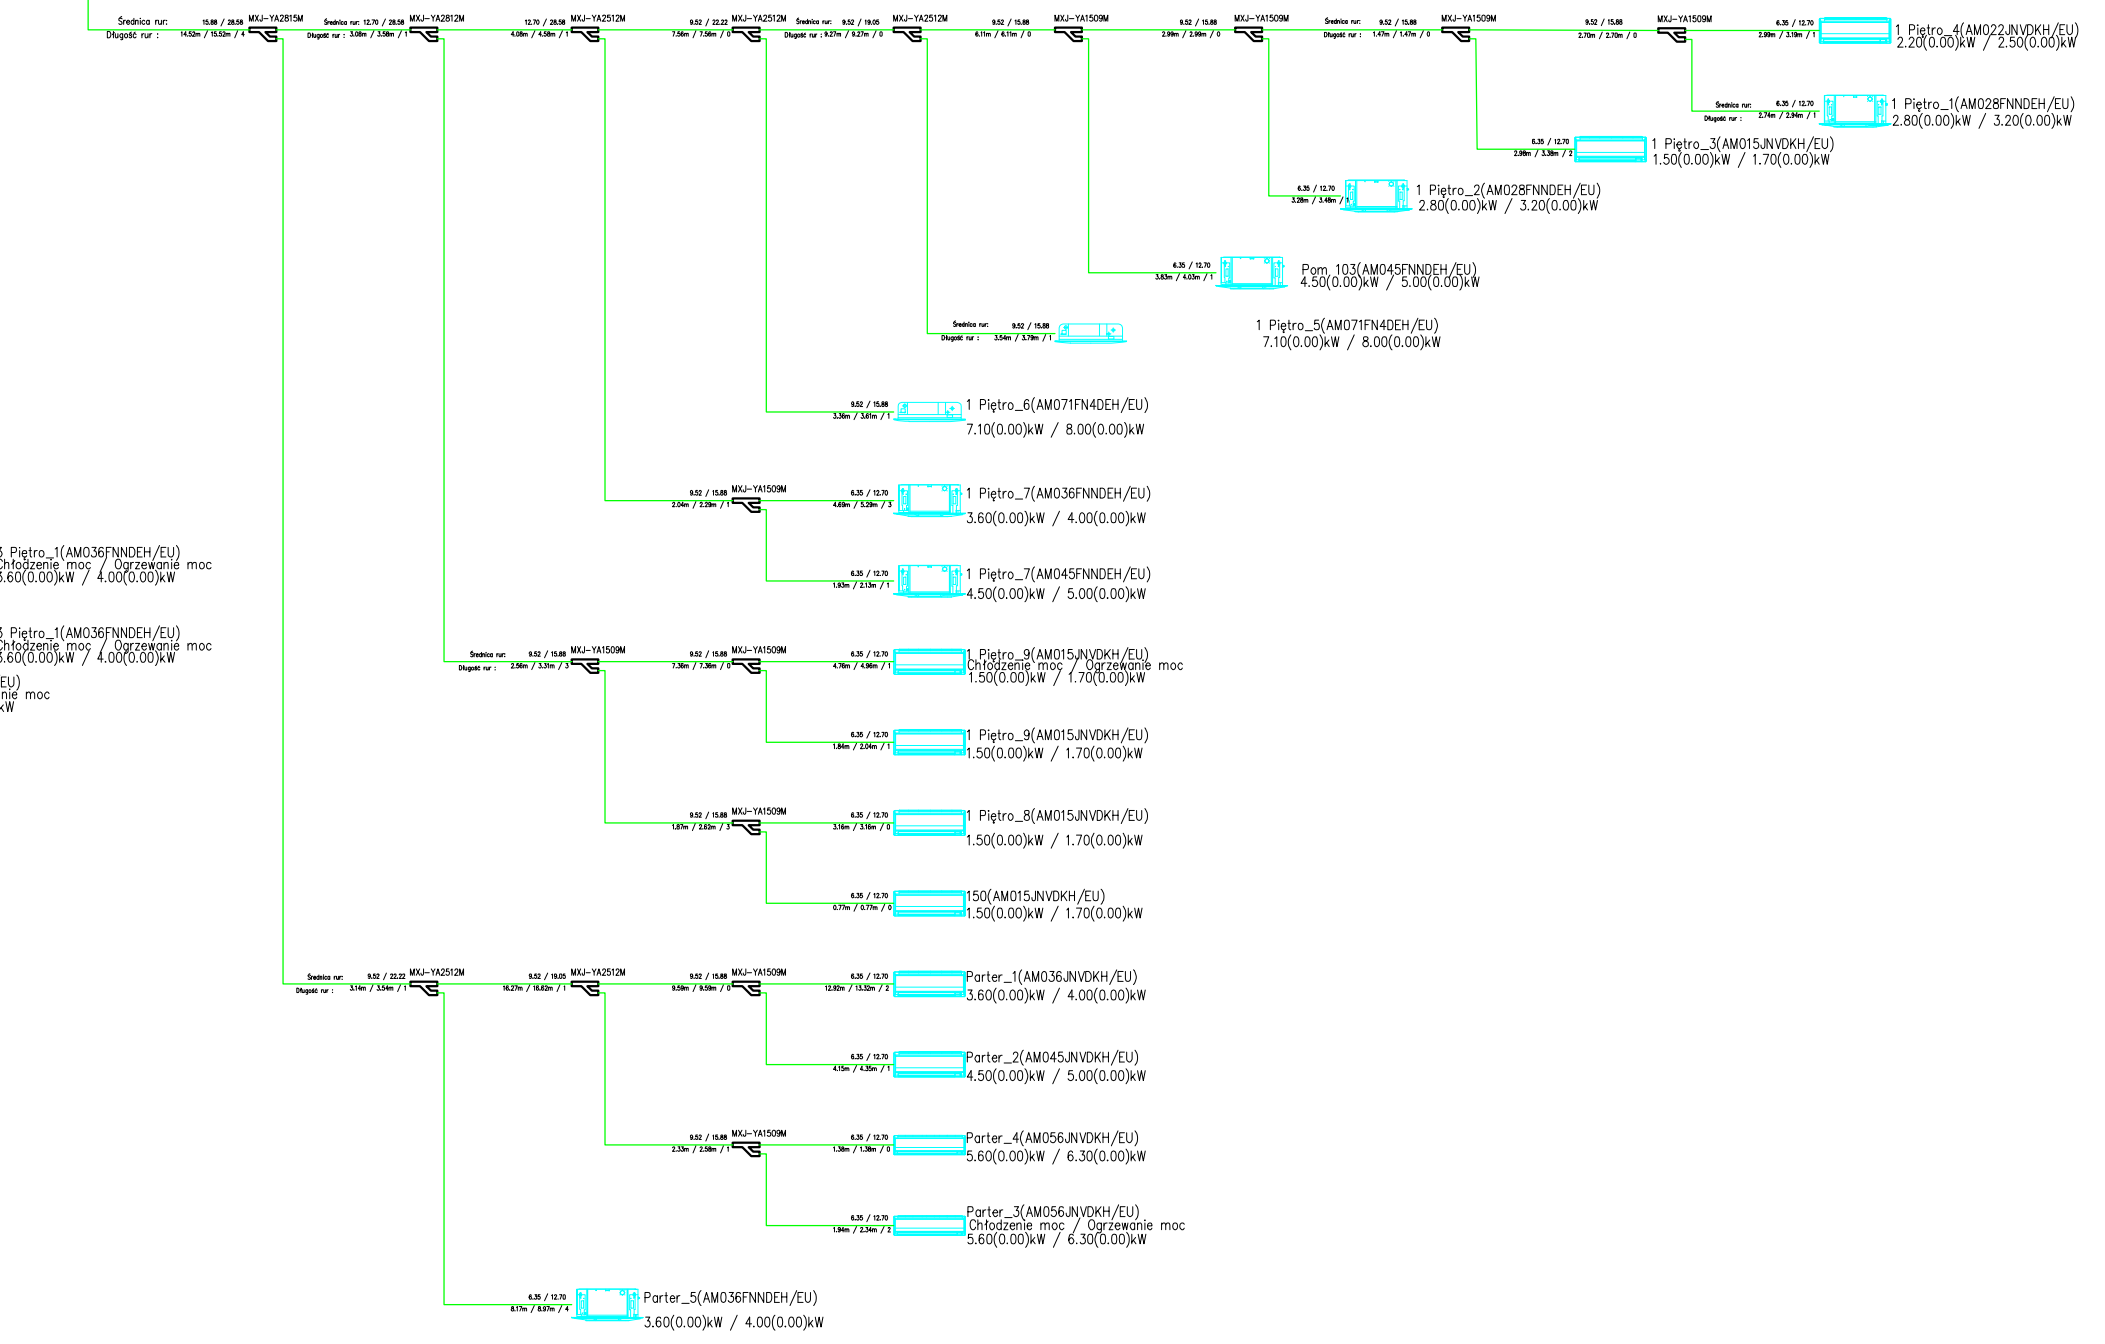 Średnica rur:
Długość rur :
15.88 / 28.58
14.52m / 15.52m / 4
MXJ-YA2815M
Średnica rur: 12.70 / 28.58
Długość rur : 3.08m / 3.58m / 1
MXJ-YA2812M
12.70 / 28.58
4.08m / 4.58m / 1
MXJ-YA2512M
9.52 / 22.22
7.56m / 7.56m / 0
MXJ-YA2512M
Średnica rur: 9.52 / 19.05
Długość rur : 9.27m / 9.27m / 0
MXJ-YA2512M
9.52 / 15.88
6.11m / 6.11m / 0
MXJ-YA1509M
9.52 / 15.88
2.99m / 2.99m / 0
MXJ-YA1509M
Średnica rur: 9.52 / 15.88
Długość rur : 1.47m / 1.47m / 0
MXJ-YA1509M
9.52 / 15.88
2.70m / 2.70m / 0
MXJ-YA1509M
6.35 / 12.70
2.99m / 3.19m / 1
1 Piętro_4(AM022JNVDKH/EU)
2.20(0.00)kW / 2.50(0.00)kW
Średnica rur: 6.35 / 12.70
Długość rur : 2.74m / 2.94m / 1
1 Piętro_1(AM028FNNDEH/EU)
2.80(0.00)kW / 3.20(0.00)kW
6.35 / 12.70
2.98m / 3.38m / 2
1 Piętro_3(AM015JNVDKH/EU)
1.50(0.00)kW / 1.70(0.00)kW
6.35 / 12.70
3.28m / 3.48m / 1
1 Piętro_2(AM028FNNDEH/EU)
2.80(0.00)kW / 3.20(0.00)kW
6.35 / 12.70
3.83m / 4.03m / 1
Pom 103(AM045FNNDEH/EU)
4.50(0.00)kW / 5.00(0.00)kW
Średnica rur: 9.52 / 15.88
Długość rur : 3.54m / 3.79m / 1
1 Piętro_5(AM071FN4DEH/EU)
7.10(0.00)kW / 8.00(0.00)kW
9.52 / 15.88
3.36m / 3.61m / 1
1 Piętro_6(AM071FN4DEH/EU)
7.10(0.00)kW / 8.00(0.00)kW
9.52 / 15.88
2.04m / 2.29m / 1
MXJ-YA1509M
6.35 / 12.70
4.69m / 5.29m / 3
1 Piętro_7(AM036FNNDEH/EU)
3.60(0.00)kW / 4.00(0.00)kW
6.35 / 12.70
1.93m / 2.13m / 1
1 Piętro_7(AM045FNNDEH/EU)
4.50(0.00)kW / 5.00(0.00)kW
3 Piętro_1(AM036FNNDEH/EU)
Chłodzenie moc / Ogrzewanie moc
3.60(0.00)kW / 4.00(0.00)kW
3 Piętro_1(AM036FNNDEH/EU)
Chłodzenie moc / Ogrzewanie moc
3.60(0.00)kW / 4.00(0.00)kW
EU)
nie moc
kW
Średnica rur: 9.52 / 15.88
Długość rur : 2.56m / 3.31m / 3
MXJ-YA1509M
9.52 / 15.88
7.36m / 7.36m / 0
MXJ-YA1509M
6.35 / 12.70
4.76m / 4.96m / 1
1 Piętro_9(AM015JNVDKH/EU)
Chłodzenie moc / Ogrzewanie moc
1.50(0.00)kW / 1.70(0.00)kW
6.35 / 12.70
1.84m / 2.04m / 1
1 Piętro_9(AM015JNVDKH/EU)
1.50(0.00)kW / 1.70(0.00)kW
9.52 / 15.88
1.87m / 2.62m / 3
MXJ-YA1509M
6.35 / 12.70
3.16m / 3.16m / 0
1 Piętro_8(AM015JNVDKH/EU)
1.50(0.00)kW / 1.70(0.00)kW
6.35 / 12.70
0.77m / 0.77m / 0
150(AM015JNVDKH/EU)
1.50(0.00)kW / 1.70(0.00)kW
Średnica rur: 9.52 / 22.22
Długość rur : 3.14m / 3.54m / 1
MXJ-YA2512M
9.52 / 19.05
16.27m / 16.62m / 1
MXJ-YA2512M
9.52 / 15.88
9.59m / 9.59m / 0
MXJ-YA1509M
6.35 / 12.70
12.92m / 13.32m / 2
Parter_1(AM036JNVDKH/EU)
3.60(0.00)kW / 4.00(0.00)kW
6.35 / 12.70
4.15m / 4.35m / 1
Parter_2(AM045JNVDKH/EU)
4.50(0.00)kW / 5.00(0.00)kW
9.52 / 15.88
2.33m / 2.58m / 1
MXJ-YA1509M
6.35 / 12.70
1.38m / 1.38m / 0
Parter_4(AM056JNVDKH/EU)
5.60(0.00)kW / 6.30(0.00)kW
6.35 / 12.70
1.94m / 2.34m / 2
Parter_3(AM056JNVDKH/EU)
Chłodzenie moc / Ogrzewanie moc
5.60(0.00)kW / 6.30(0.00)kW
6.35 / 12.70
8.17m / 8.97m / 4
Parter_5(AM036FNNDEH/EU)
3.60(0.00)kW / 4.00(0.00)kW